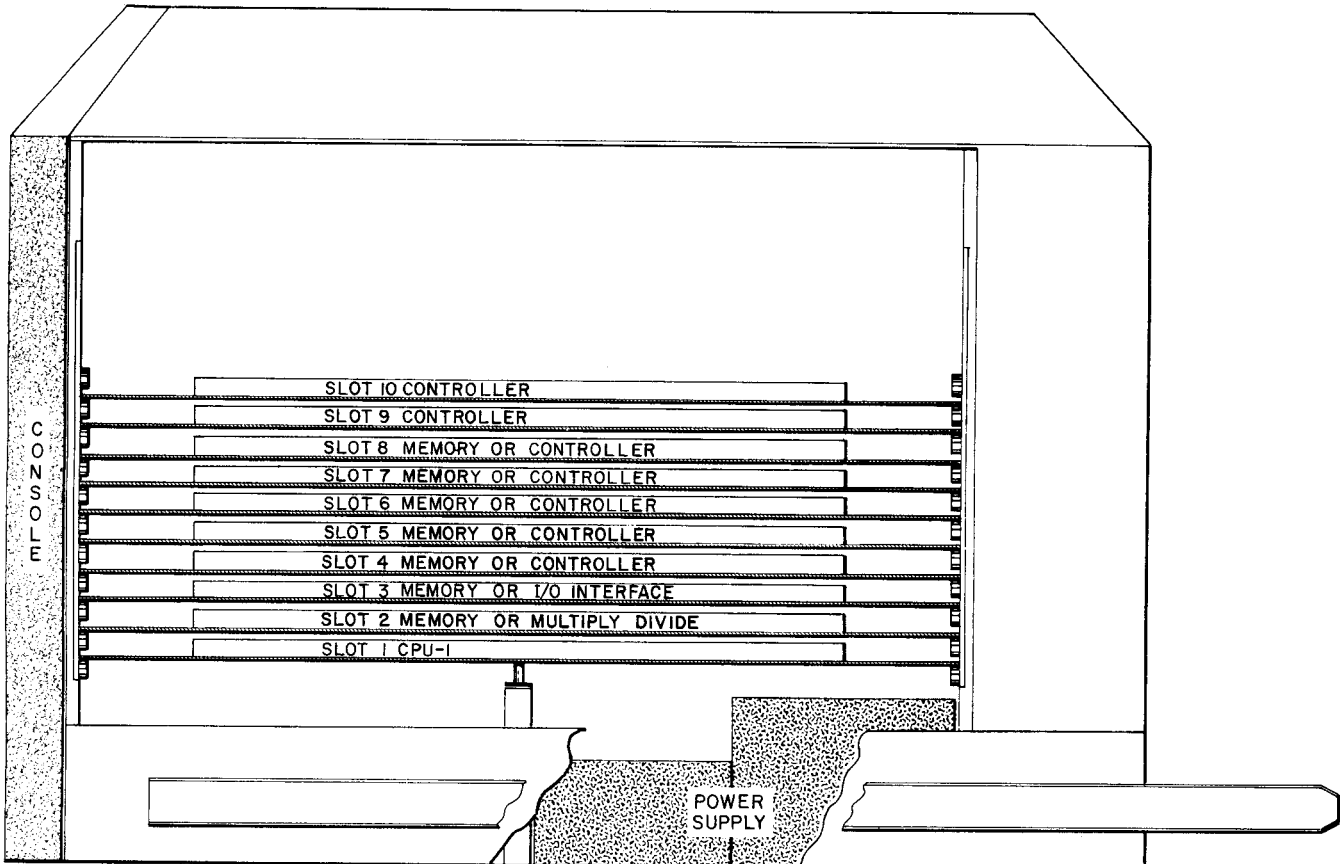 CONSOLE
SLOT 10 CONTROLLER
SLOT 9 CONTROLLER
SLOT 8 MEMORY OR CONTROLLER
SLOT 7 MEMORY OR CONTROLLER
SLOT 6 MEMORY OR CONTROLLER
SLOT 5 MEMORY OR CONTROLLER
SLOT 4 MEMORY OR CONTROLLER
SLOT 3 MEMORY OR I/O INTERFACE
SLOT 2 MEMORY OR MULTIPLY DIVIDE
SLOT 1 CPU-1
POWER
SUPPLY